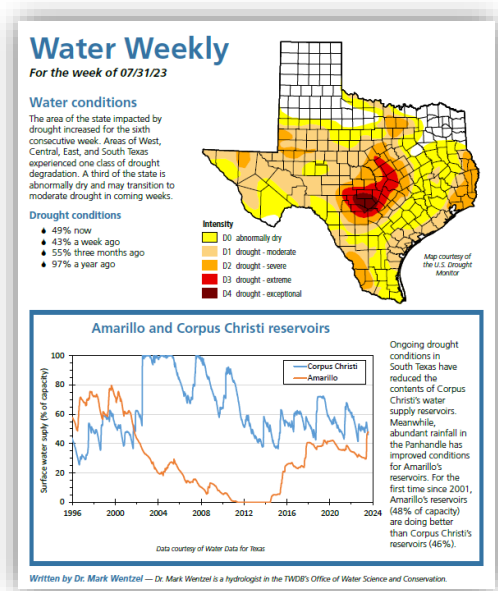 Water Weekly
For the week of 07/31/23
Water conditions
The area of the state impacted by
drought increased for the sixth
consecutive week. Areas of West,
Central, East, and South Texas
experienced one class of drought
degradation. A third of the state is
abnormally dry and may transition to
moderate drought in coming weeks.
Drought conditions
49% now
43% a week ago
55% three months ago
97% a year ago
Intensity
D0 abnormally dry
D1 drought - moderate
D2 drought - severe
D3 drought - extreme
D4 drought - exceptional
Map courtesy of
the U.S. Drought
Monitor
Amarillo and Corpus Christi reservoirs
Surface water suply (% of capacity)
100
80
60
40
20
0
1996 2000 2004 2008 2012 2016 2020 2024
Corpus Christi
Amarillo
Data courtesy of Water Data for Texas
Ongoing drought
conditions in
South Texas have
reduced the
contents of Corpus
Christi's water
supply reservoirs.
Meanwhile,
abundant rainfall in
the Panhandle has
improved conditions
for Amarillo's
reservoirs. For the
first time since 2001,
Amarillo's reservoirs
(48% of capacity)
are doing better
than Corpus Christi's
reservoirs (46%).
Written by Dr. Mark Wentzel — Dr. Mark Wentzel is a hydrologist in the TWDB's Office of Water Science and Conservation.